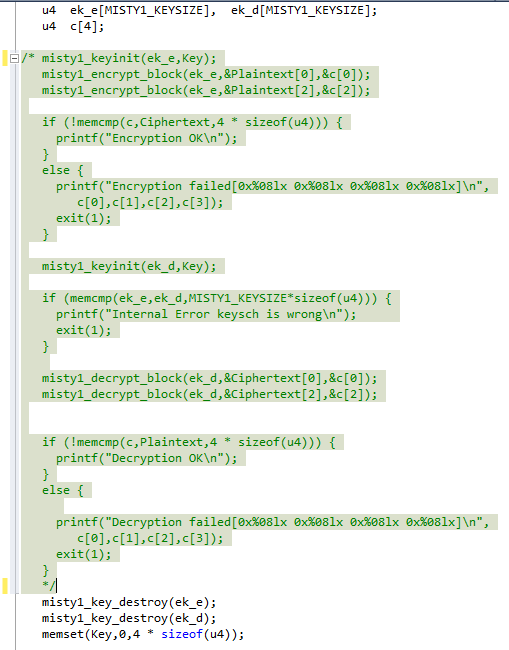 u4  ek_e[MISTY1_KEYSIZE],  ek_d[MISTY1_KEYSIZE];
u4  c[4];
/* misty1_keyinit(ek_e,Key);
misty1_encrypt_block(ek_e,&Plaintext[0],&c[0]);
misty1_encrypt_block(ek_e,&Plaintext[2],&c[2]);
if (!memcmp(c,Ciphertext,4 * sizeof(u4))) {
printf("Encryption OK\n");
}
else {
printf("Encryption failed[0x%08lx 0x%08lx 0x%08lx 0x%08lx]\n",
c[0],c[1],c[2],c[3]);
exit(1);
}
misty1_keyinit(ek_d,Key);
if (memcmp(ek_e,ek_d,MISTY1_KEYSIZE*sizeof(u4))) {
printf("Internal Error keysch is wrong\n");
exit(1);
}
misty1_decrypt_block(ek_d,&Ciphertext[0],&c[0]);
misty1_decrypt_block(ek_d,&Ciphertext[2],&c[2]);
if (!memcmp(c,Plaintext,4 * sizeof(u4))) {
printf("Decryption OK\n");
}
else {
printf("Decryption failed[0x%08lx 0x%08lx 0x%08lx 0x%08lx]\n",
c[0],c[1],c[2],c[3]);
exit(1);
}
*/
misty1_key_destroy(ek_e);
misty1_key_destroy(ek_d);
memset(Key,0,4 * sizeof(u4));